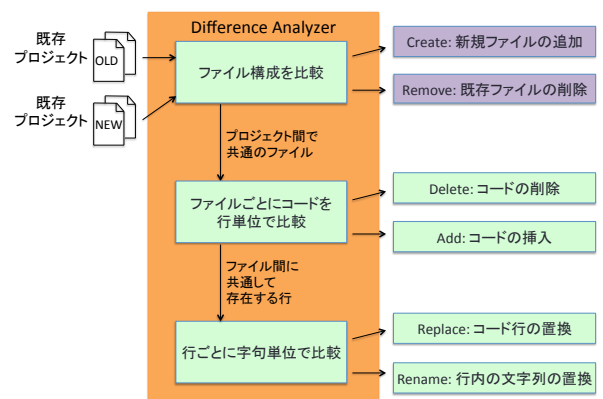 Difference Analyzer
既存
プロジェクト
OLD
既存
プロジェクト
NEW
ファイル構成を比較
Create: 新規ファイルの追加
Remove: 既存ファイルの削除
プロジェクト間で
共通のファイル
ファイルごとにコードを
行単位で比較
Delete: コードの削除
Add: コードの挿入
ファイル間に
共通して
存在する行
行ごとに字句単位で比較
Replace: コード行の置換
Rename: 行内の文字列の置換